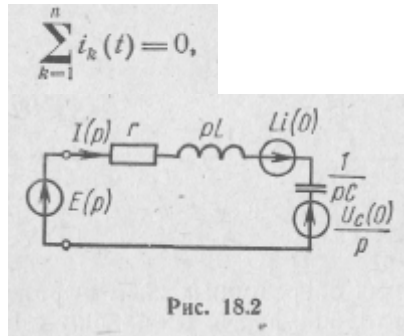 n
∑ i_k (t) = 0,
k=1
I(p) r pL Li(0)
E(p)
1/pC
u_C(0)/p
Рис. 18.2